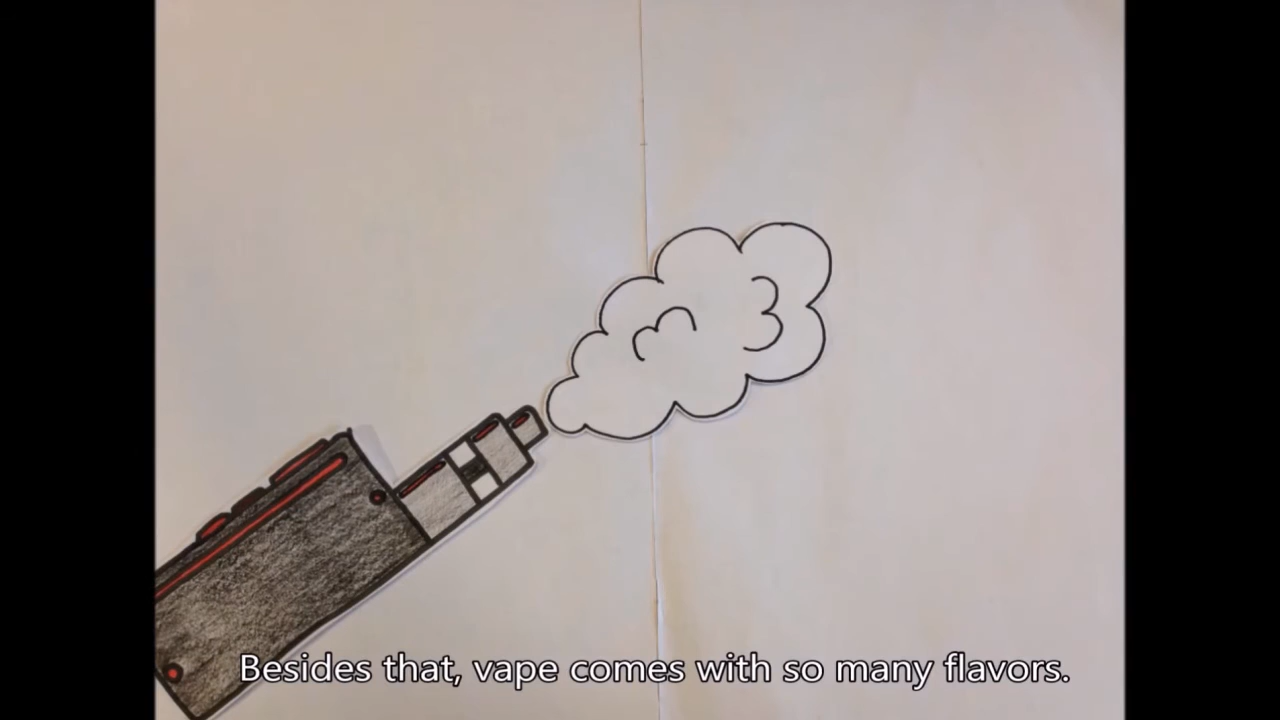 Besides that, vape comes with so many flavors.